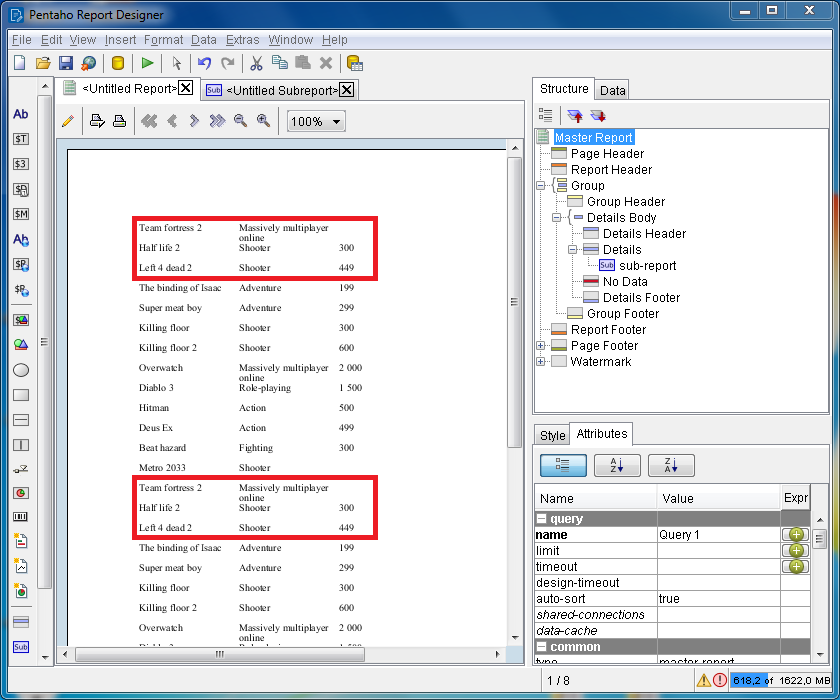 Pentaho Report Designer
File Edit View Insert Format Data Extras Window Help
<Untitled Report>
Sub <Untitled Subreport>
100%
Ab
T
$3
$M
Ab
Sub
Team fortress 2 Massively multiplayer
online
Half life 2 Shooter 300
Left 4 dead 2 Shooter 449
The binding of Isaac Adventure 199
Super meat boy Adventure 299
Killing floor Shooter 300
Killing floor 2 Shooter 600
Overwatch Massively multiplayer 2 000
online
Diablo 3 Role-playing 1 500
Hitman Action 500
Deus Ex Action 499
Beat hazard Fighting 300
Metro 2033 Shooter
Team fortress 2 Massively multiplayer
online
Half life 2 Shooter 300
Left 4 dead 2 Shooter 449
The binding of Isaac Adventure 199
Super meat boy Adventure 299
Killing floor Shooter 300
Killing floor 2 Shooter 600
Overwatch Massively multiplayer 2 000
online
Structure Data
Master Report
Page Header
Report Header
Group
Group Header
Details Body
Details Header
Details
Sub sub-report
No Data
Details Footer
Group Footer
Report Footer
Page Footer
Watermark
Style Attributes
A Z
Z A
Name Value Expr
query
name Query 1
limit
timeout
design-timeout
auto-sort true
shared-connections
data-cache
common
type master-report
1 / 8
618,2 of 1622,0 MB